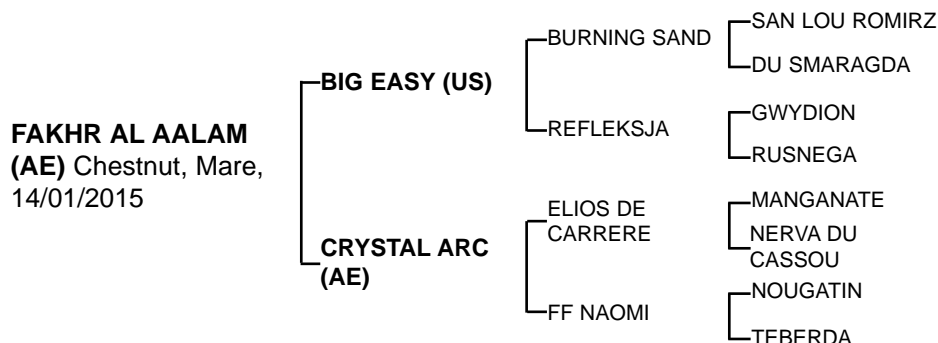 FAKHR AL AALAM
(AE) Chestnut, Mare,
14/01/2015
BIG EASY (US)
CRYSTAL ARC
(AE)
BURNING SAND
REFLEKSJA
ELIOS DE
CARRERE
FF NAOMI
SAN LOU ROMIRZ
DU SMARAGDA
GWYDION
RUSNEGA
MANGANATE
NERVA DU
CASSOU
NOUGATIN
TEBERDA